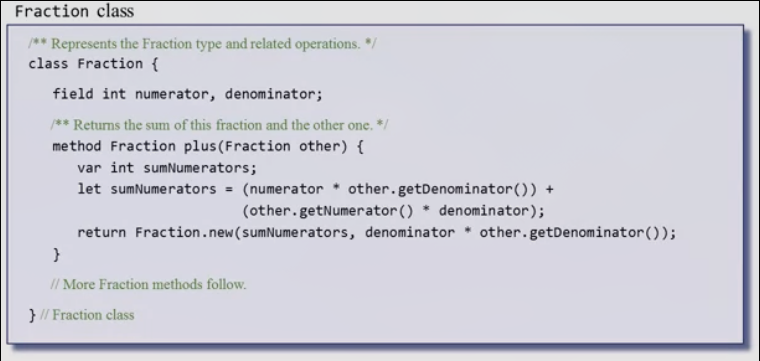 Fraction class
/** Represents the Fraction type and related operations. */
class Fraction {
field int numerator, denominator;
/** Returns the sum of this fraction and the other one. */
method Fraction plus(Fraction other) {
var int sumNumerators;
let sumNumerators = (numerator * other.getDenominator()) +
(other.getNumerator() * denominator);
return Fraction.new(sumNumerators, denominator * other.getDenominator());
}
// More Fraction methods follow.
} // Fraction class